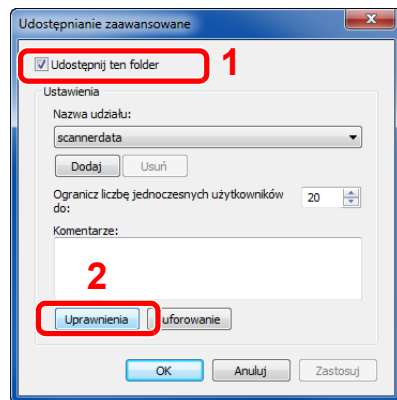 Udostępnianie zaawansowane
Udostępnij ten folder
1
Ustawienia
Nazwa udziału:
scannerdata
Dodaj
Usuń
Ogranicz liczbę jednoczesnych użytkowników
do:
20
Komentarze:
2
Uprawnienia
uforowanie
OK
Anuluj
Zastosuj